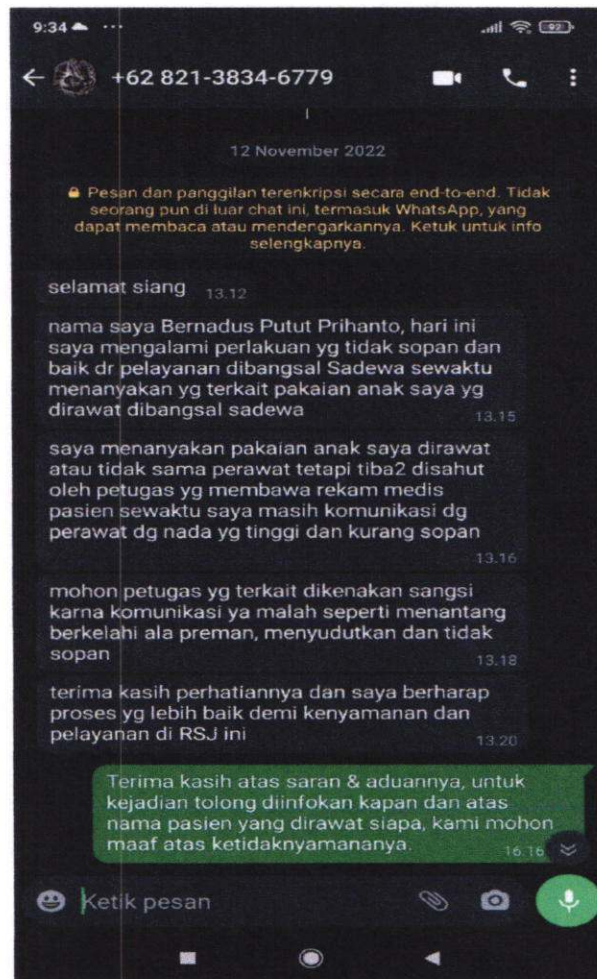 9:34 ...
92
+62 821-3834-6779
12 November 2022
Pesan dan panggilan terenkripsi secara end-to-end. Tidak
seorang pun di luar chat ini, termasuk WhatsApp, yang
dapat membaca atau mendengarkannya. Ketuk untuk info
selengkapnya.
selamat siang 13.12
nama saya Bernadus Putut Prihanto, hari ini
saya mengalami perlakuan yg tidak sopan dan
baik dr pelayanan dibangsal Sadewa sewaktu
menanyakan yg terkait pakaian anak saya yg
dirawat dibangsal sadewa
13.15
saya menanyakan pakaian anak saya dirawat
atau tidak sama perawat tetapi tiba2 disahut
oleh petugas yg membawa rekam medis
pasien sewaktu saya masih komunikasi dg
perawat dg nada yg tinggi dan kurang sopan
13.16
mohon petugas yg terkait dikenakan sangsi
karna komunikasi ya malah seperti menantang
berkelahi ala preman, menyudutkan dan tidak
sopan
13.18
terima kasih perhatiannya dan saya berharap
proses yg lebih baik demi kenyamanan dan
pelayanan di RSJ ini
13.20
Terima kasih atas saran & aduannya, untuk
kejadian tolong diinfokan kapan dan atas
nama pasien yang dirawat siapa, kami mohon
maaf atas ketidaknyamananya.
16.16
Ketik pesan